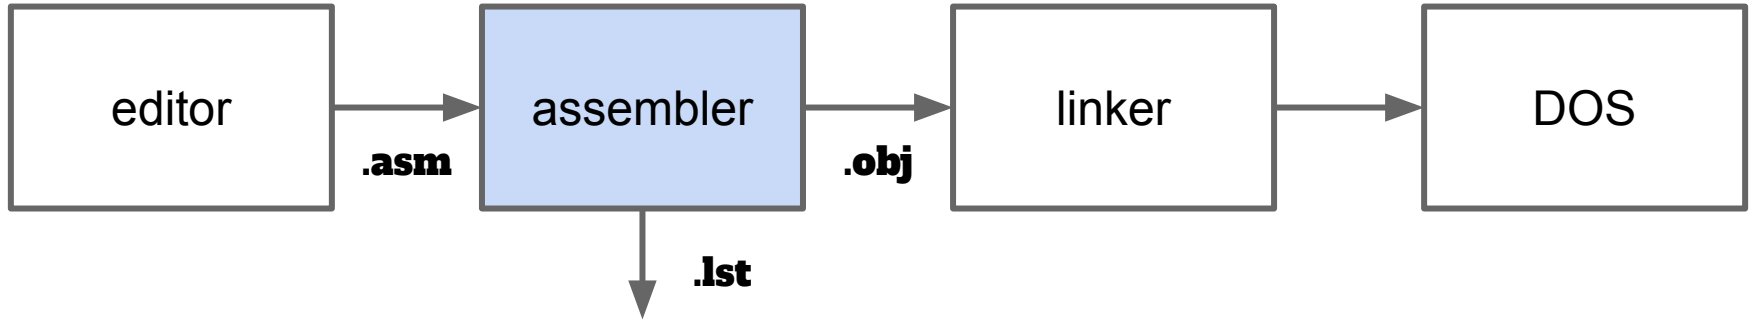 editor
assembler
linker
DOS
.asm
.obj
.lst